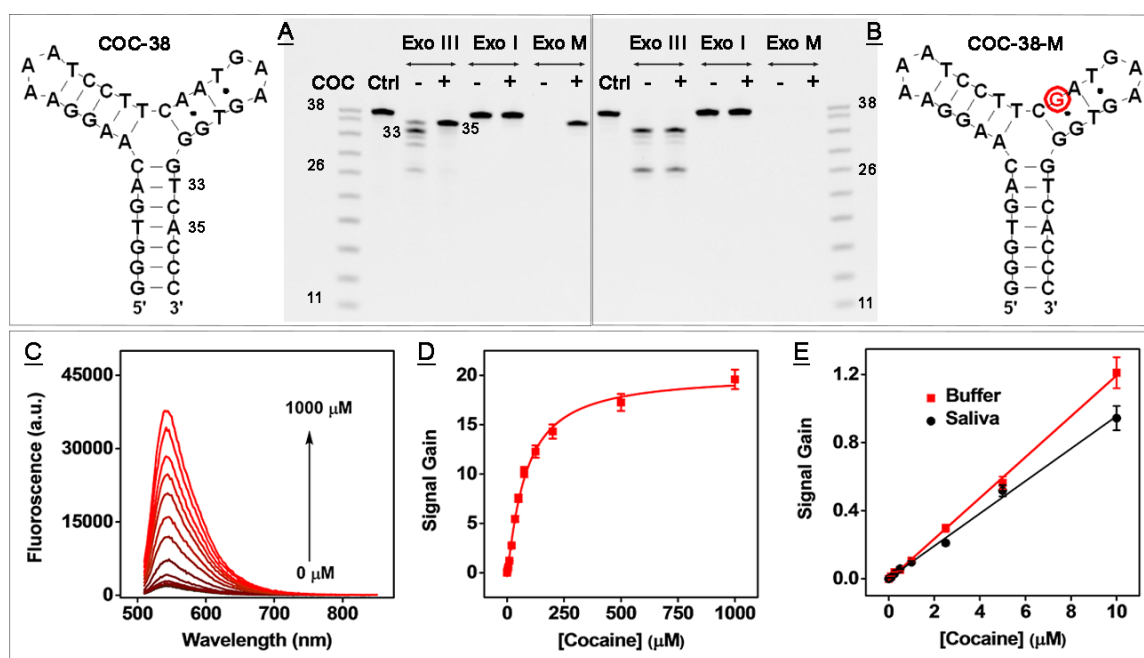 COC-38
A
Exo III Exo I Exo M
COC Ctrl - + - + - +
38
33
35
26
11
A A T C C T T C A A T G A
A A G G A A G G T G A
C G
A T 33
G C
T A 35
G C
G C
G C
5' 3'
B
Exo III Exo I Exo M
Ctrl - + - + - +
38
26
11
COC-38-M
A A T C C T T C G A T G A
A A G G A A G G T G A
C G
A T
G C
T A
G C
G C
G C
5' 3'
C
45000
30000
15000
0
Fluoroscence (a.u.)
1000 μM
0 μM
500 600 700 800
Wavelength (nm)
D
20
15
10
5
0
Signal Gain
0 250 500 750 1000
[Cocaine] (μM)
E
1.2
0.8
0.4
0.0
Signal Gain
Buffer
Saliva
0 2 4 6 8 10
[Cocaine] (μM)